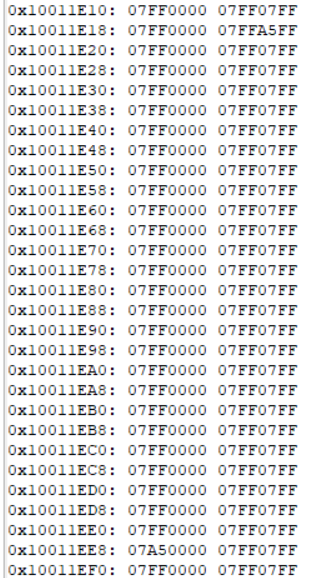 0x10011E10: 07FF0000 07FF07FF
0x10011E18: 07FF0000 07FFA5FF
0x10011E20: 07FF0000 07FF07FF
0x10011E28: 07FF0000 07FF07FF
0x10011E30: 07FF0000 07FF07FF
0x10011E38: 07FF0000 07FF07FF
0x10011E40: 07FF0000 07FF07FF
0x10011E48: 07FF0000 07FF07FF
0x10011E50: 07FF0000 07FF07FF
0x10011E58: 07FF0000 07FF07FF
0x10011E60: 07FF0000 07FF07FF
0x10011E68: 07FF0000 07FF07FF
0x10011E70: 07FF0000 07FF07FF
0x10011E78: 07FF0000 07FF07FF
0x10011E80: 07FF0000 07FF07FF
0x10011E88: 07FF0000 07FF07FF
0x10011E90: 07FF0000 07FF07FF
0x10011E98: 07FF0000 07FF07FF
0x10011EA0: 07FF0000 07FF07FF
0x10011EA8: 07FF0000 07FF07FF
0x10011EB0: 07FF0000 07FF07FF
0x10011EB8: 07FF0000 07FF07FF
0x10011EC0: 07FF0000 07FF07FF
0x10011EC8: 07FF0000 07FF07FF
0x10011ED0: 07FF0000 07FF07FF
0x10011ED8: 07FF0000 07FF07FF
0x10011EE0: 07FF0000 07FF07FF
0x10011EE8: 07A50000 07FF07FF
0x10011EF0: 07FF0000 07FF07FF